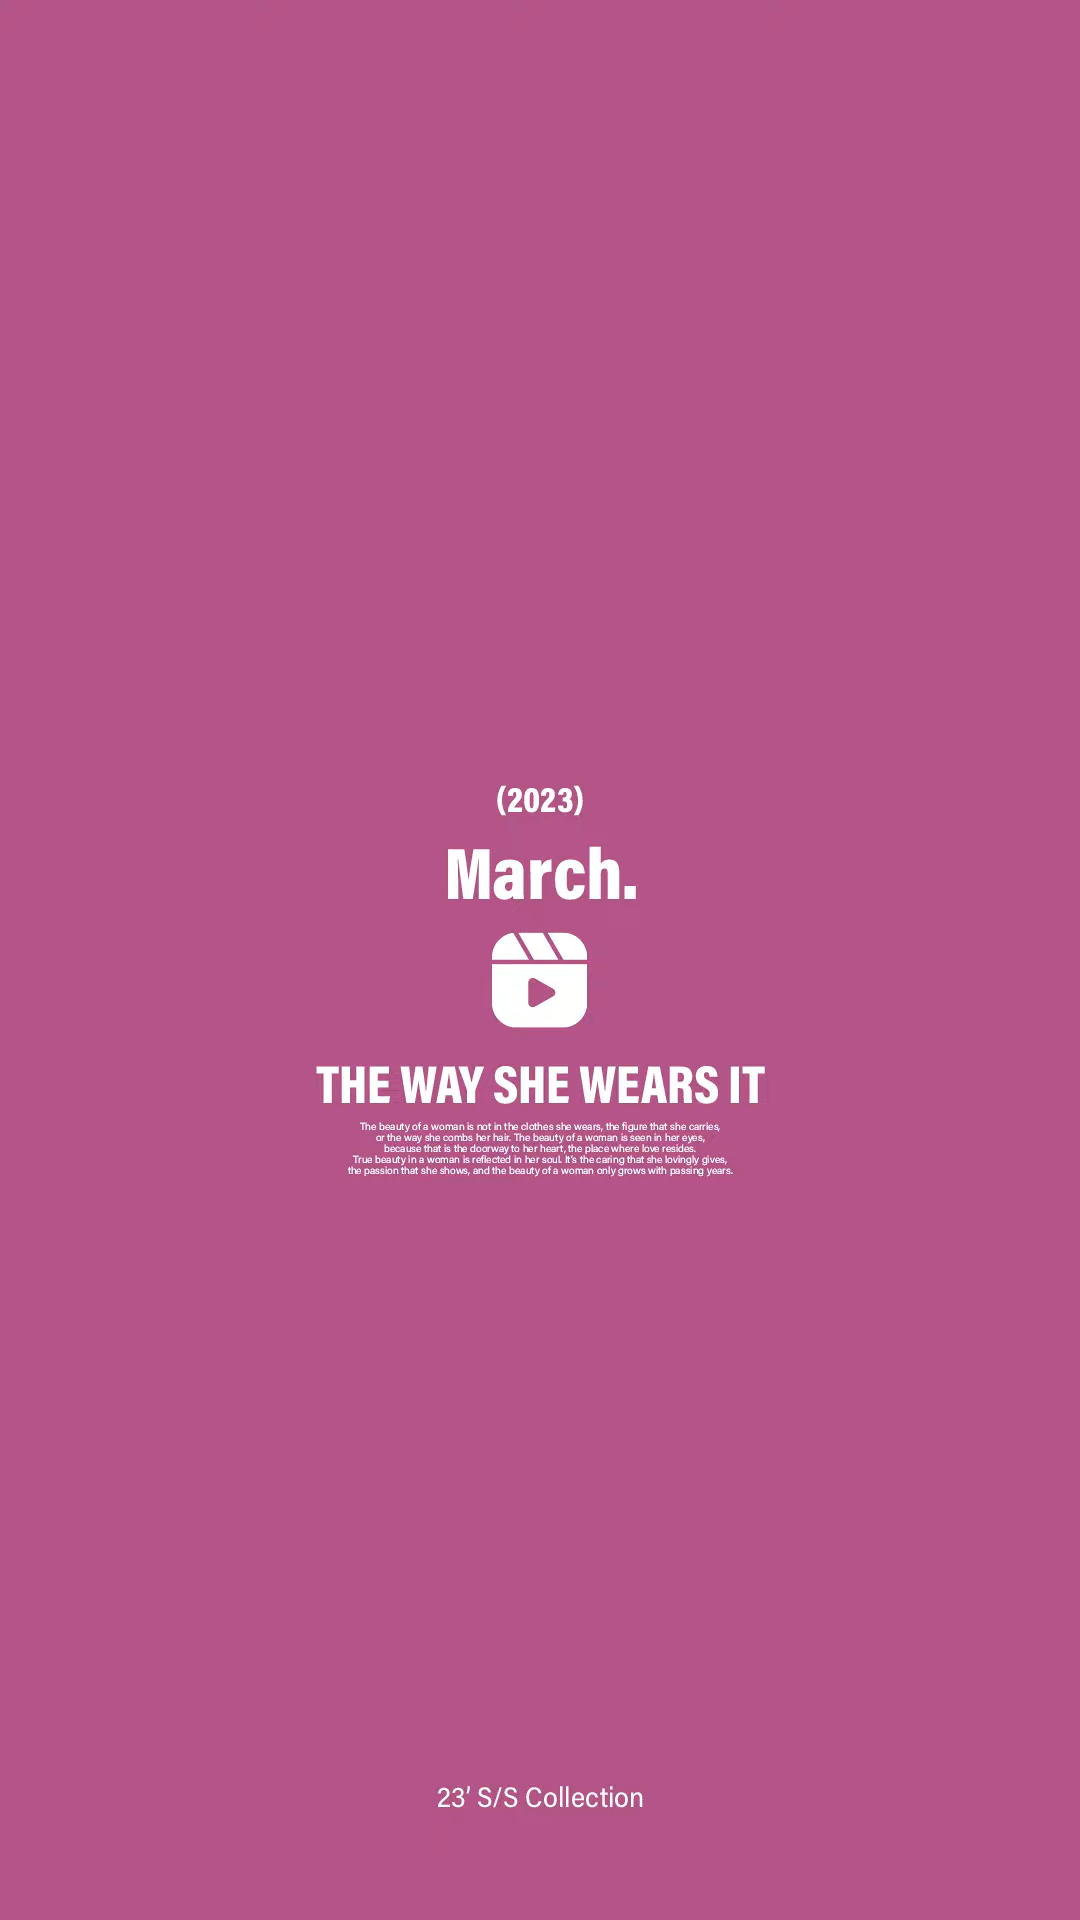 (2023)
March.
THE WAY SHE WEARS IT
The beauty of a woman is not in the clothes she wears, the figure that she carries,
or the way she combs her hair. The beauty of a woman is seen in her eyes,
because that is the doorway to her heart, the place where love resides.
True beauty in a woman is reflected in her soul. It's the caring that she lovingly gives,
the passion that she shows, and the beauty of a woman only grows with passing years.
23’ S/S Collection